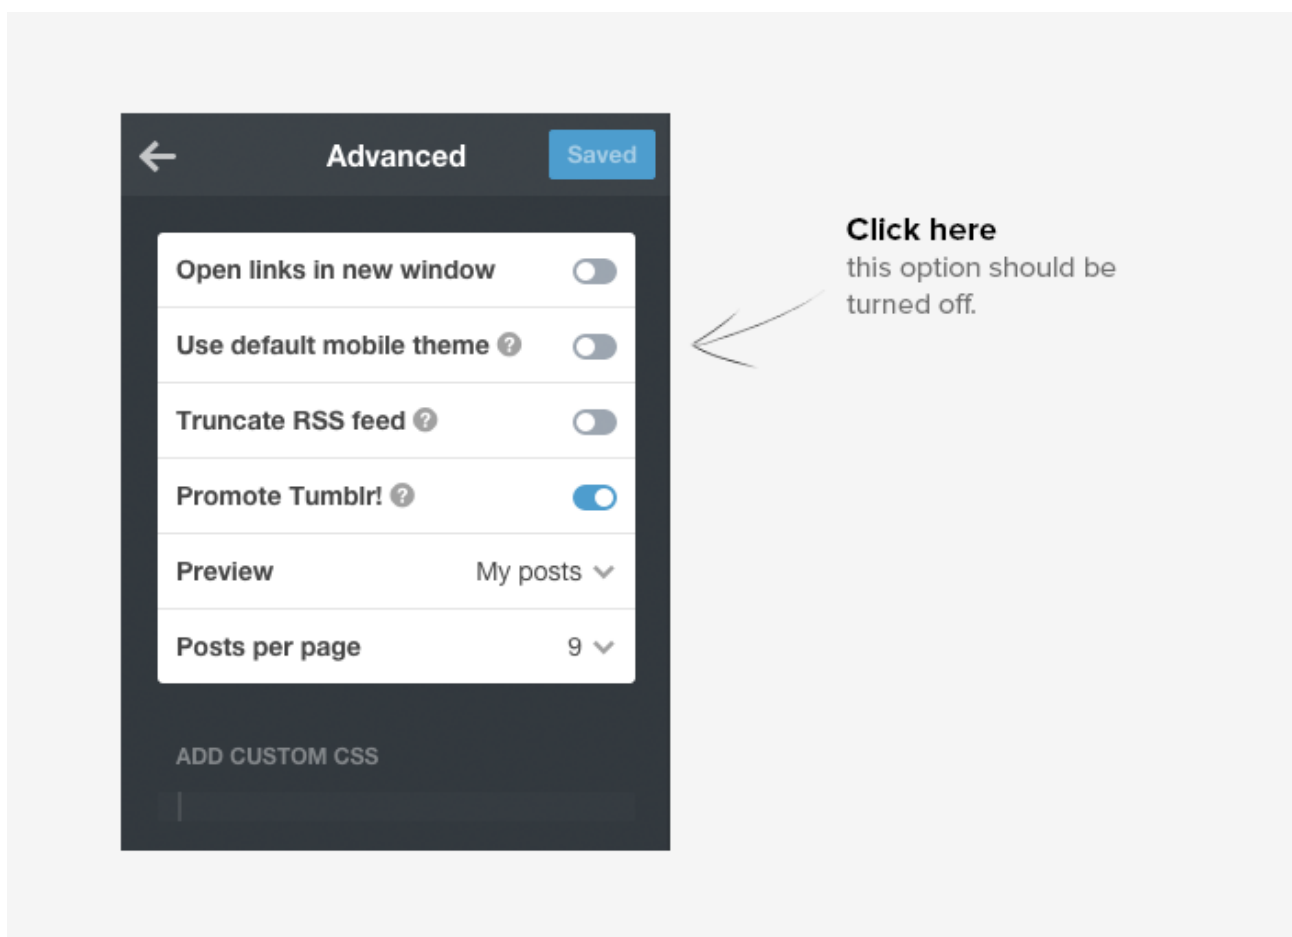 Advanced
Saved
Click here
this option should be
turned off.
Open links in new window
Use default mobile theme ?
Truncate RSS feed ?
Promote Tumblr! ?
Preview My posts
Posts per page 9
ADD CUSTOM CSS